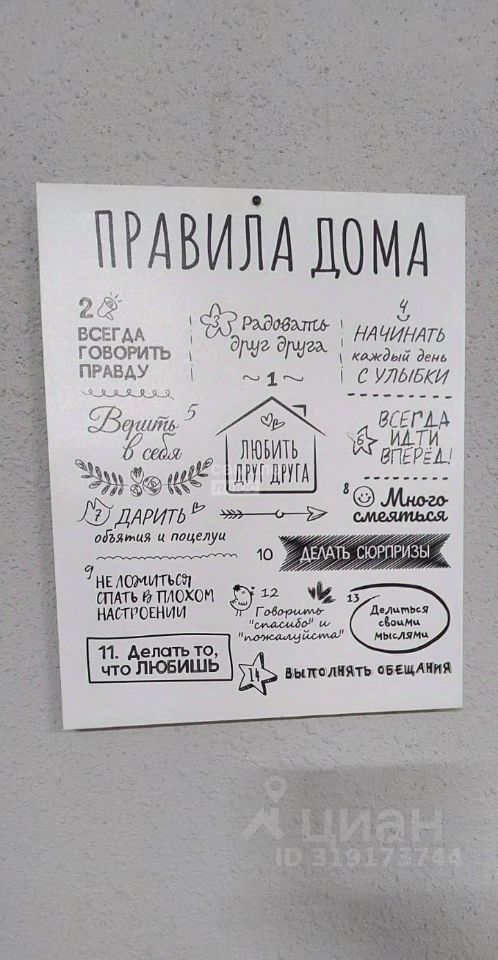 ПРАВИЛА ДОМА
2
ВСЕГДА
ГОВОРИТЬ
ПРАВДУ
3 Радовать
друг друга
4
НАЧИНАТЬ
каждый день
С УЛЫБКИ
~ 1 ~
ЛЮБИТЬ
ДРУГ ДРУГА
Верить 5
в себя
6
ВСЕГДА
ИДТИ
ВПЕРЁД!
7 ДАРИТЬ
объятия и поцелуи
8
Много
смеяться
9
НЕ ЛОЖИТЬСЯ
СПАТЬ В ПЛОХОМ
НАСТРОЕНИИ
10 ДЕЛАТЬ СЮРПРИЗЫ
12
Говорить
"спасибо" и
"пожалуйста"
13
Делиться
своими
мыслями
11. Делать то,
что ЛЮБИШЬ
14 ВЫПОЛНЯТЬ ОБЕЩАНИЯ
циан
ID 319173744